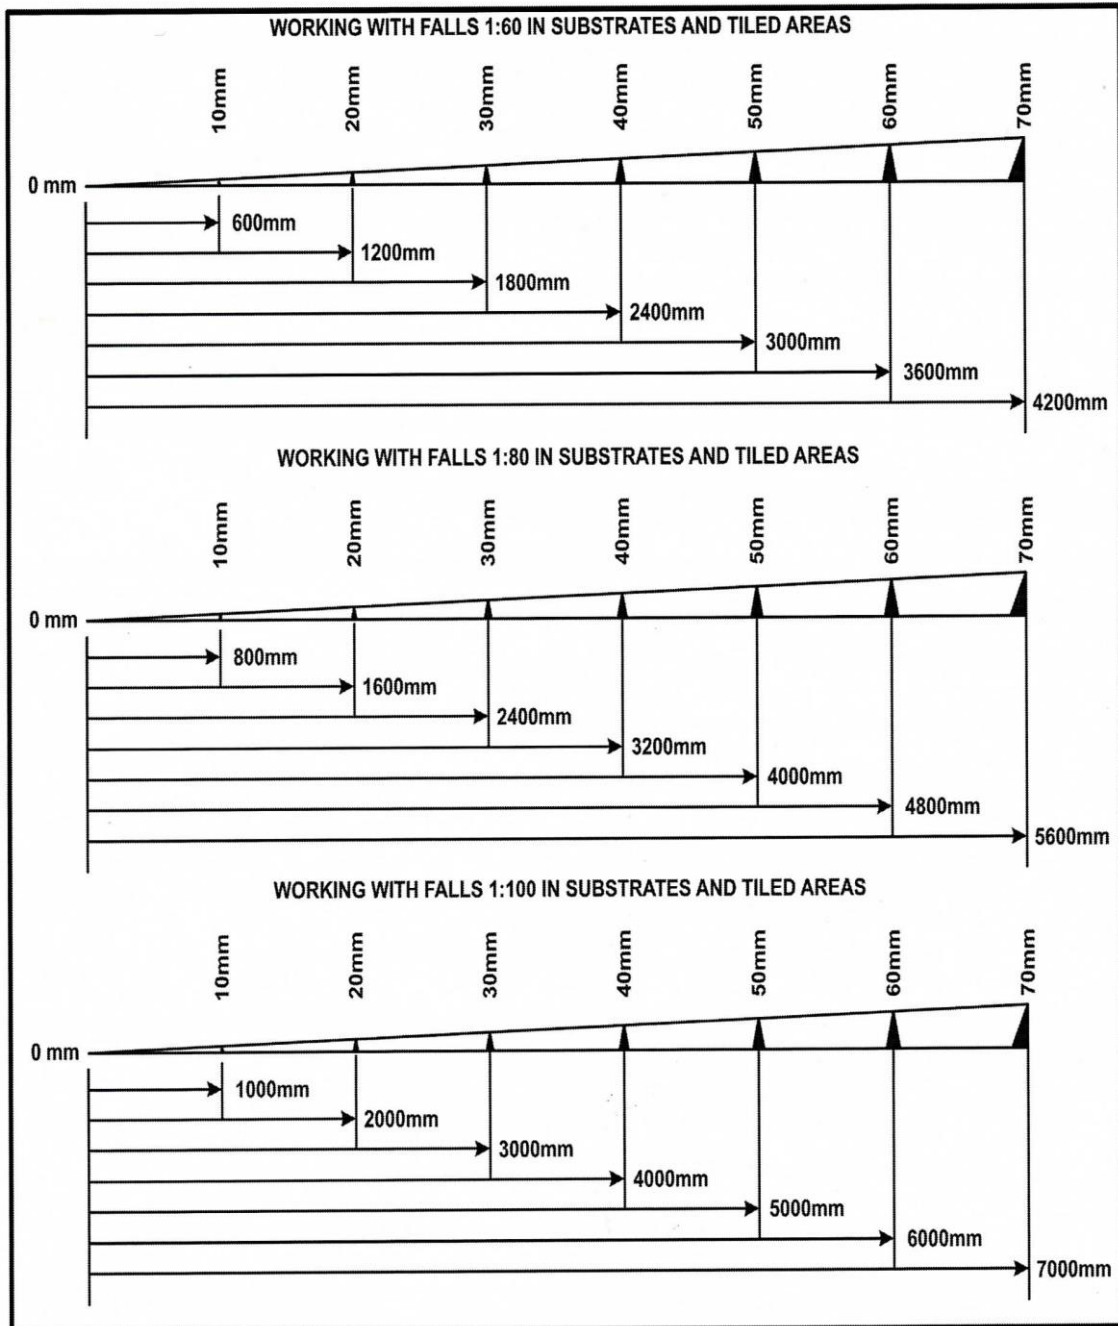 WORKING WITH FALLS 1:60 IN SUBSTRATES AND TILED AREAS
10mm
20mm
30mm
40mm
50mm
60mm
70mm
0 mm
600mm
1200mm
1800mm
2400mm
3000mm
3600mm
4200mm
WORKING WITH FALLS 1:80 IN SUBSTRATES AND TILED AREAS
10mm
20mm
30mm
40mm
50mm
60mm
70mm
0 mm
800mm
1600mm
2400mm
3200mm
4000mm
4800mm
5600mm
WORKING WITH FALLS 1:100 IN SUBSTRATES AND TILED AREAS
10mm
20mm
30mm
40mm
50mm
60mm
70mm
0 mm
1000mm
2000mm
3000mm
4000mm
5000mm
6000mm
7000mm